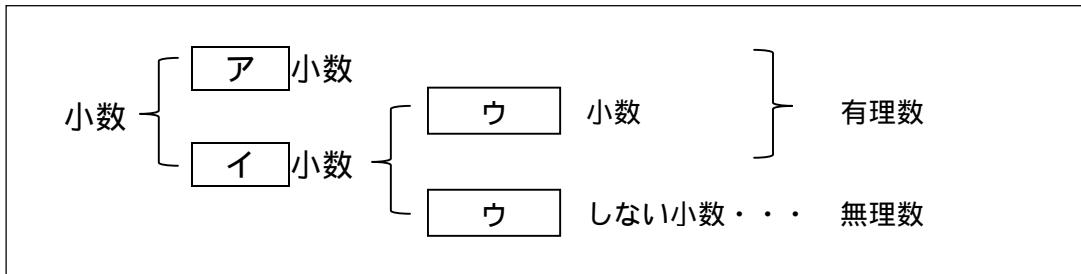 ア 小数
小数
ウ 小数 有理数
イ 小数
ウ しない小数・・・ 無理数